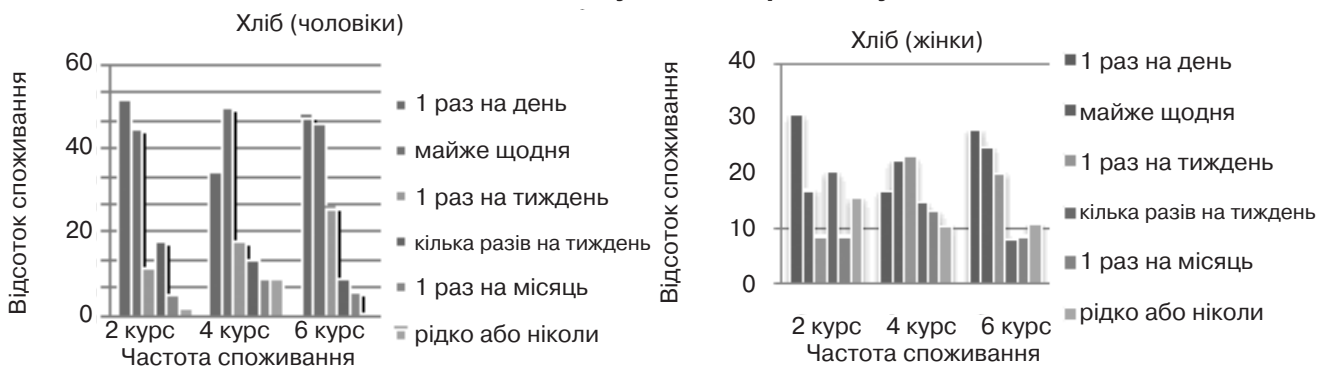 Хліб (чоловіки)
Відсоток споживання
60
40
20
0
2 курс 4 курс 6 курс
Частота споживання
1 раз на день
майже щодня
1 раз на тиждень
кілька разів на тиждень
1 раз на місяць
рідко або ніколи
Хліб (жінки)
Відсоток споживання
40
30
20
10
0
2 курс 4 курс 6 курс
Частота споживання
1 раз на день
майже щодня
1 раз на тиждень
кілька разів на тиждень
1 раз на місяць
рідко або ніколи